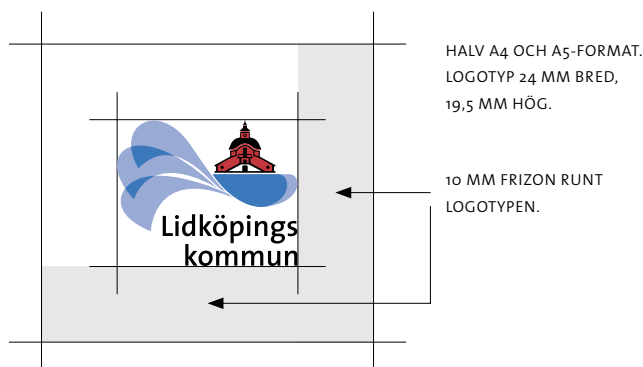 HALV A4 OCH A5-FORMAT.
LOGOTYP 24 MM BRED,
19,5 MM HÖG.
10 MM FRIZON RUNT
LOGOTYPEN.
Lidköpings
kommun